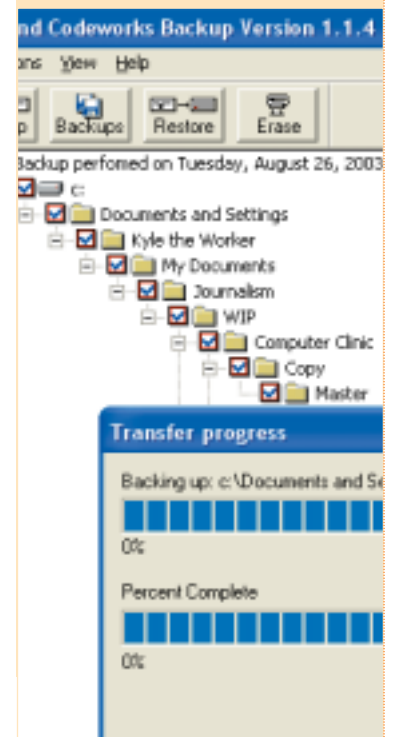 nd Codeworks Backup Version 1.1.4
ons View Help
p Backups Restore Erase
Backup perfomed on Tuesday, August 26, 2003
c:
Documents and Settings
Kyle the Worker
My Documents
Journalism
WIP
Computer Clinic
Copy
Master
Transfer progress
Backing up: c:\Documents and Se
0%
Percent Complete
0%